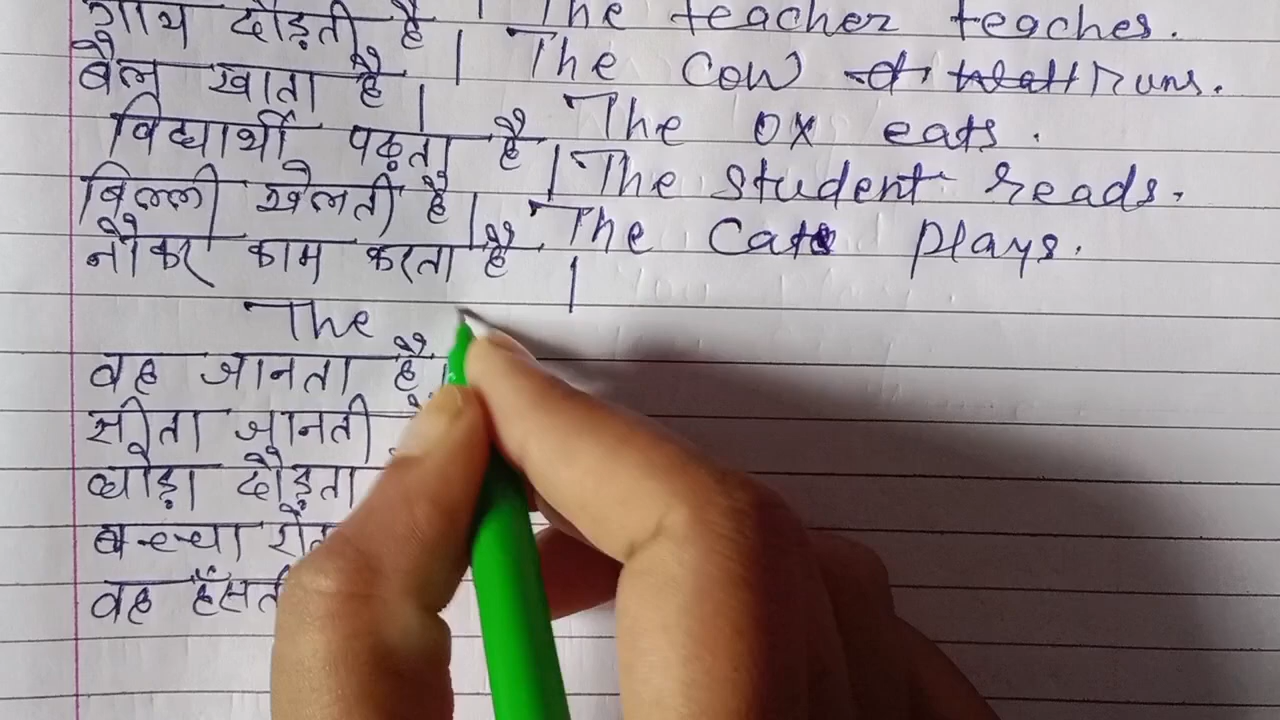 गाय दौड़ती है | The teacher teaches.
बैल खाता है | The Cow Runs.
विद्यार्थी पढ़ता है | The ox eats.
बिल्ली खेलती है | The Student reads.
नौकर काम करता है | The Cat plays.
The
वह जानता है
सीता जानती
घोड़ा दौड़ता
बच्चा
वह